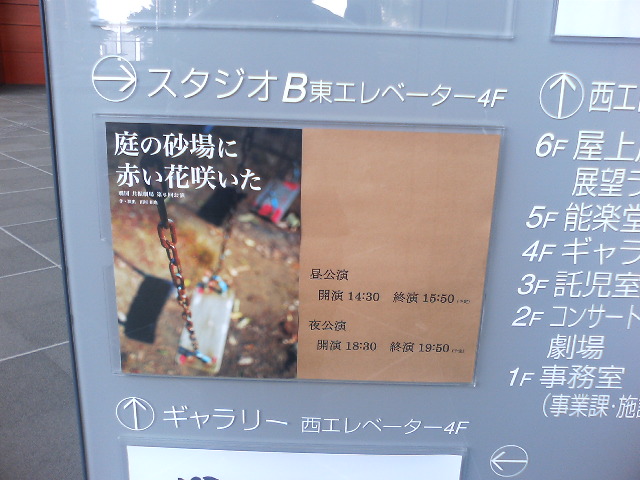 スタジオB東エレベーター4F
庭の砂場に
赤い花咲いた
昼公演
開演 14:30 終演 15:50
夜公演
開演 18:30 終演 19:50
ギャラリー 西エレベーター4F
西エ
6F 屋上
展望
5F 能楽堂
4F ギャラ
3F 託児室
2F コンサート
劇場
1F 事務室
(事業課・施設